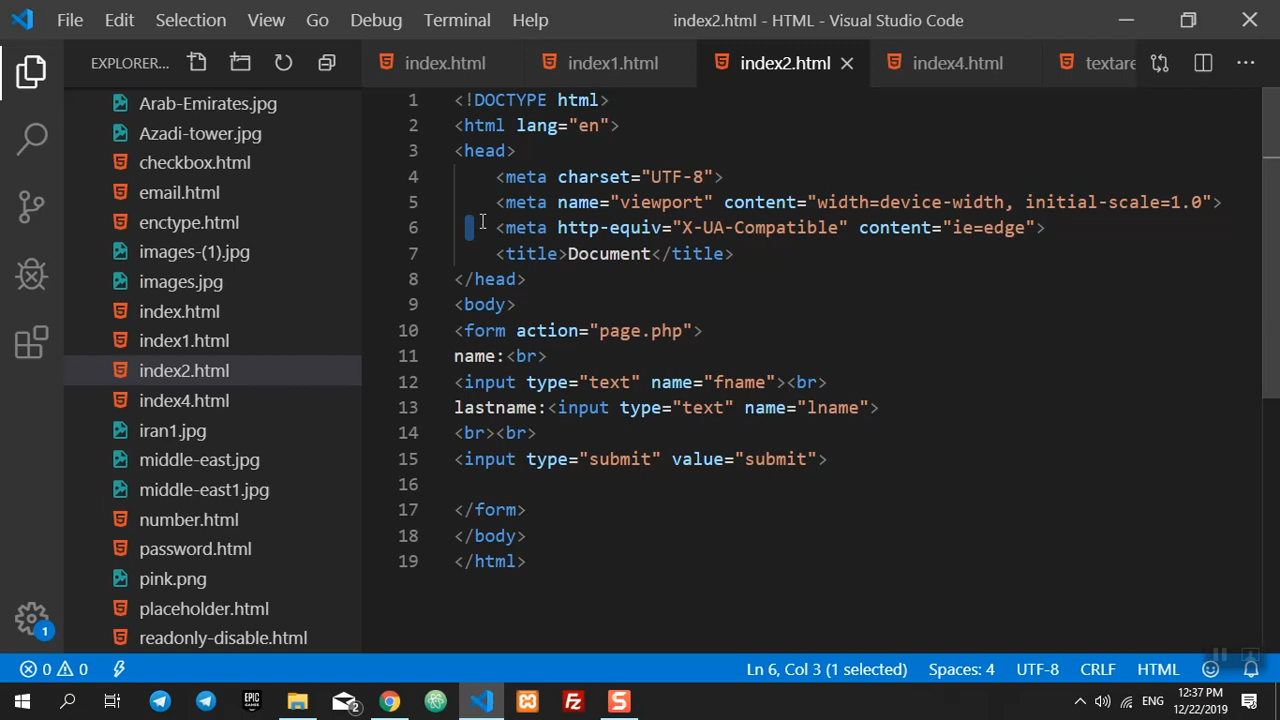 File Edit Selection View Go Debug Terminal Help index2.html - HTML - Visual Studio Code
EXPLORER... index.html index1.html index2.html index4.html textare
Arab-Emirates.jpg
Azadi-tower.jpg
checkbox.html
email.html
enctype.html
images-(1).jpg
images.jpg
index.html
index1.html
index2.html
index4.html
iran1.jpg
middle-east.jpg
middle-east1.jpg
number.html
password.html
pink.png
placeholder.html
readonly-disable.html
1 <!DOCTYPE html>
2 <html lang="en">
3 <head>
4 <meta charset="UTF-8">
5 <meta name="viewport" content="width=device-width, initial-scale=1.0">
6 <meta http-equiv="X-UA-Compatible" content="ie=edge">
7 <title>Document</title>
8 </head>
9 <body>
10 <form action="page.php">
11 name:<br>
12 <input type="text" name="fname"><br>
13 lastname:<input type="text" name="lname">
14 <br><br>
15 <input type="submit" value="submit">
16
17 </form>
18 </body>
19 </html>
1
0 0 Ln 6, Col 3 (1 selected) Spaces: 4 UTF-8 CRLF HTML
EPIC GAMES 2 Fz S ENG 12:37 PM
12/22/2019